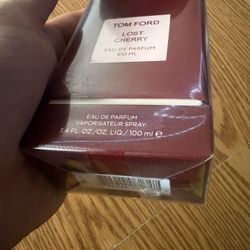 TOM FORD
LOST
CHERRY
EAU DE PARFUM
100 ML
EAU DE PARFUM
VAPORISATEUR SPRAY
3.4 FL. OZ./OZ. LIQ./100 ml ℮